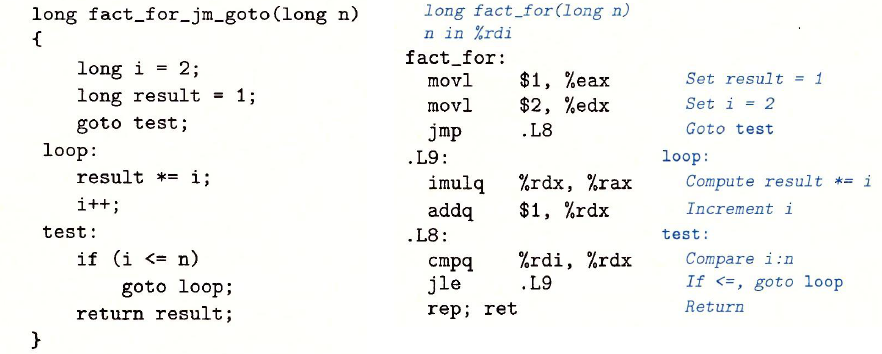 long fact_for_jm_goto(long n)
{
long i = 2;
long result = 1;
goto test;
loop:
result *= i;
i++;
test:
if (i <= n)
goto loop;
return result;
}
long fact_for(long n)
n in %rdi
fact_for:
movl $1, %eax Set result = 1
movl $2, %edx Set i = 2
jmp .L8 Goto test
.L9: loop:
imulq %rdx, %rax Compute result *= i
addq $1, %rdx Increment i
.L8: test:
cmpq %rdi, %rdx Compare i:n
jle .L9 If <=, goto loop
rep; ret Return